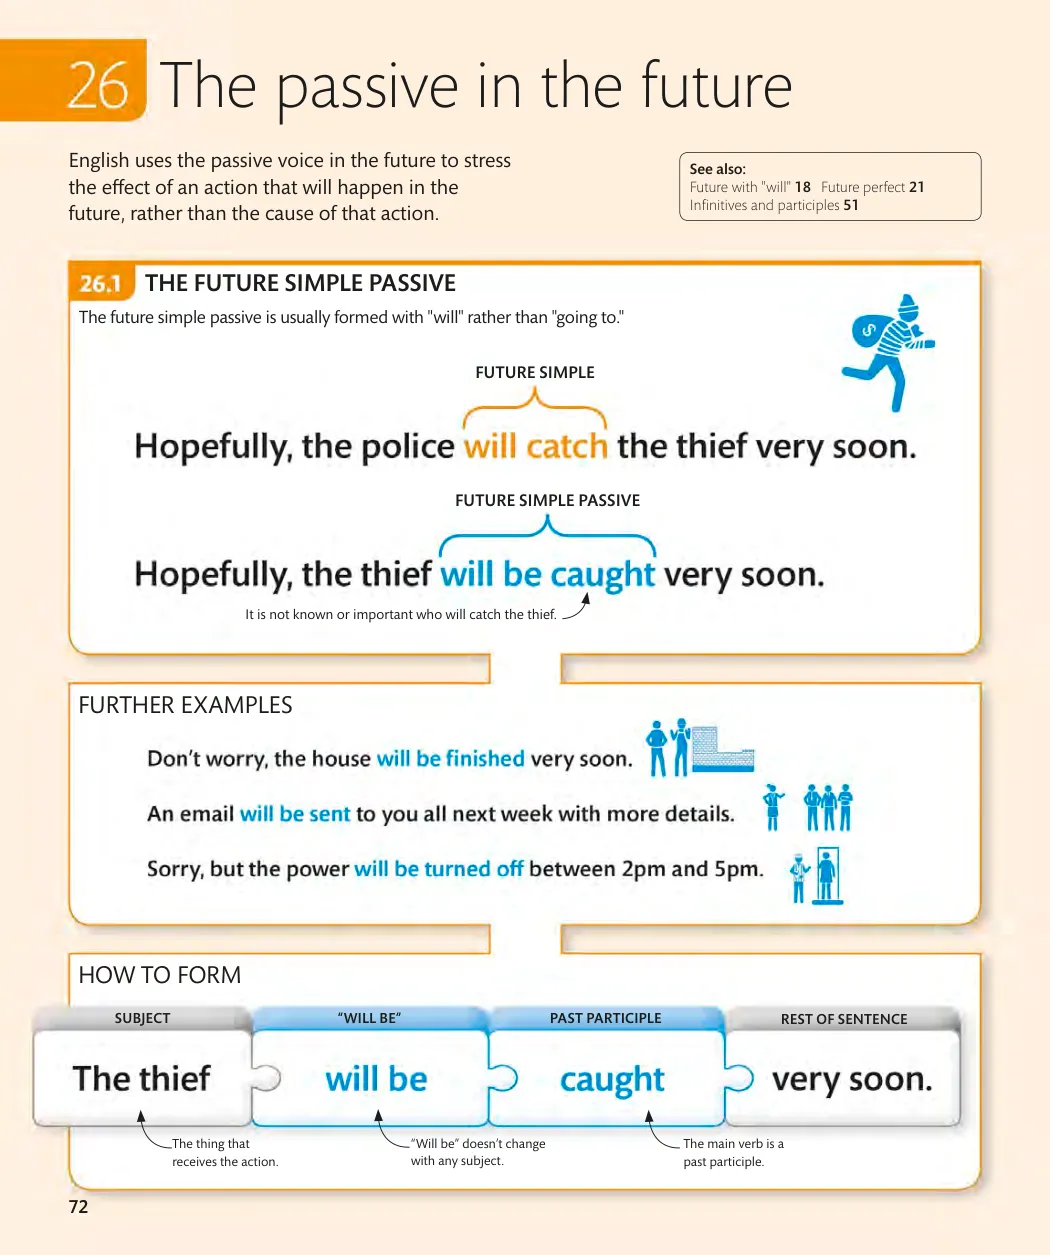 26 The passive in the future
English uses the passive voice in the future to stress
the effect of an action that will happen in the
future, rather than the cause of that action.
See also:
Future with "will" 18 Future perfect 21
Infinitives and participles 51
26.1 THE FUTURE SIMPLE PASSIVE
The future simple passive is usually formed with "will" rather than "going to."
$
FUTURE SIMPLE
Hopefully, the police will catch the thief very soon.
FUTURE SIMPLE PASSIVE
Hopefully, the thief will be caught very soon.
It is not known or important who will catch the thief.
FURTHER EXAMPLES
Don't worry, the house will be finished very soon.
An email will be sent to you all next week with more details.
Sorry, but the power will be turned off between 2pm and 5pm.
HOW TO FORM
SUBJECT "WILL BE" PAST PARTICIPLE REST OF SENTENCE
The thief will be caught very soon.
The thing that
receives the action.
"Will be" doesn't change
with any subject.
The main verb is a
past participle.
72